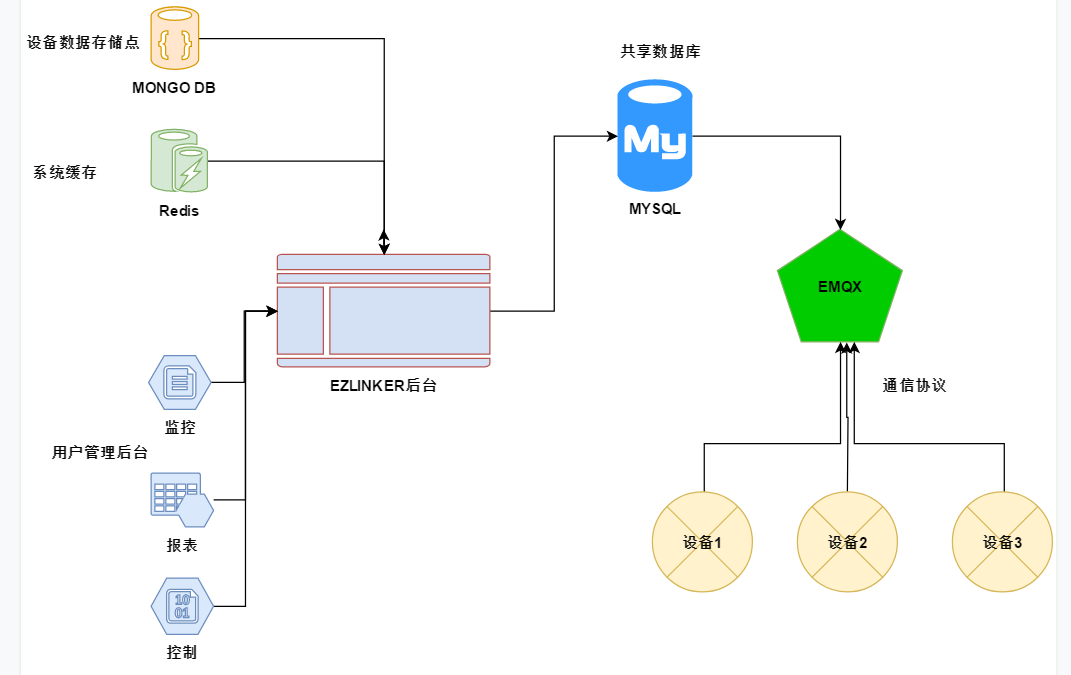 设备数据存储点
MONGO DB
系统缓存
Redis
共享数据库
My
MYSQL
EMQX
EZLINKER后台
通信协议
监控
用户管理后台
报表
10
01
控制
设备1
设备2
设备3